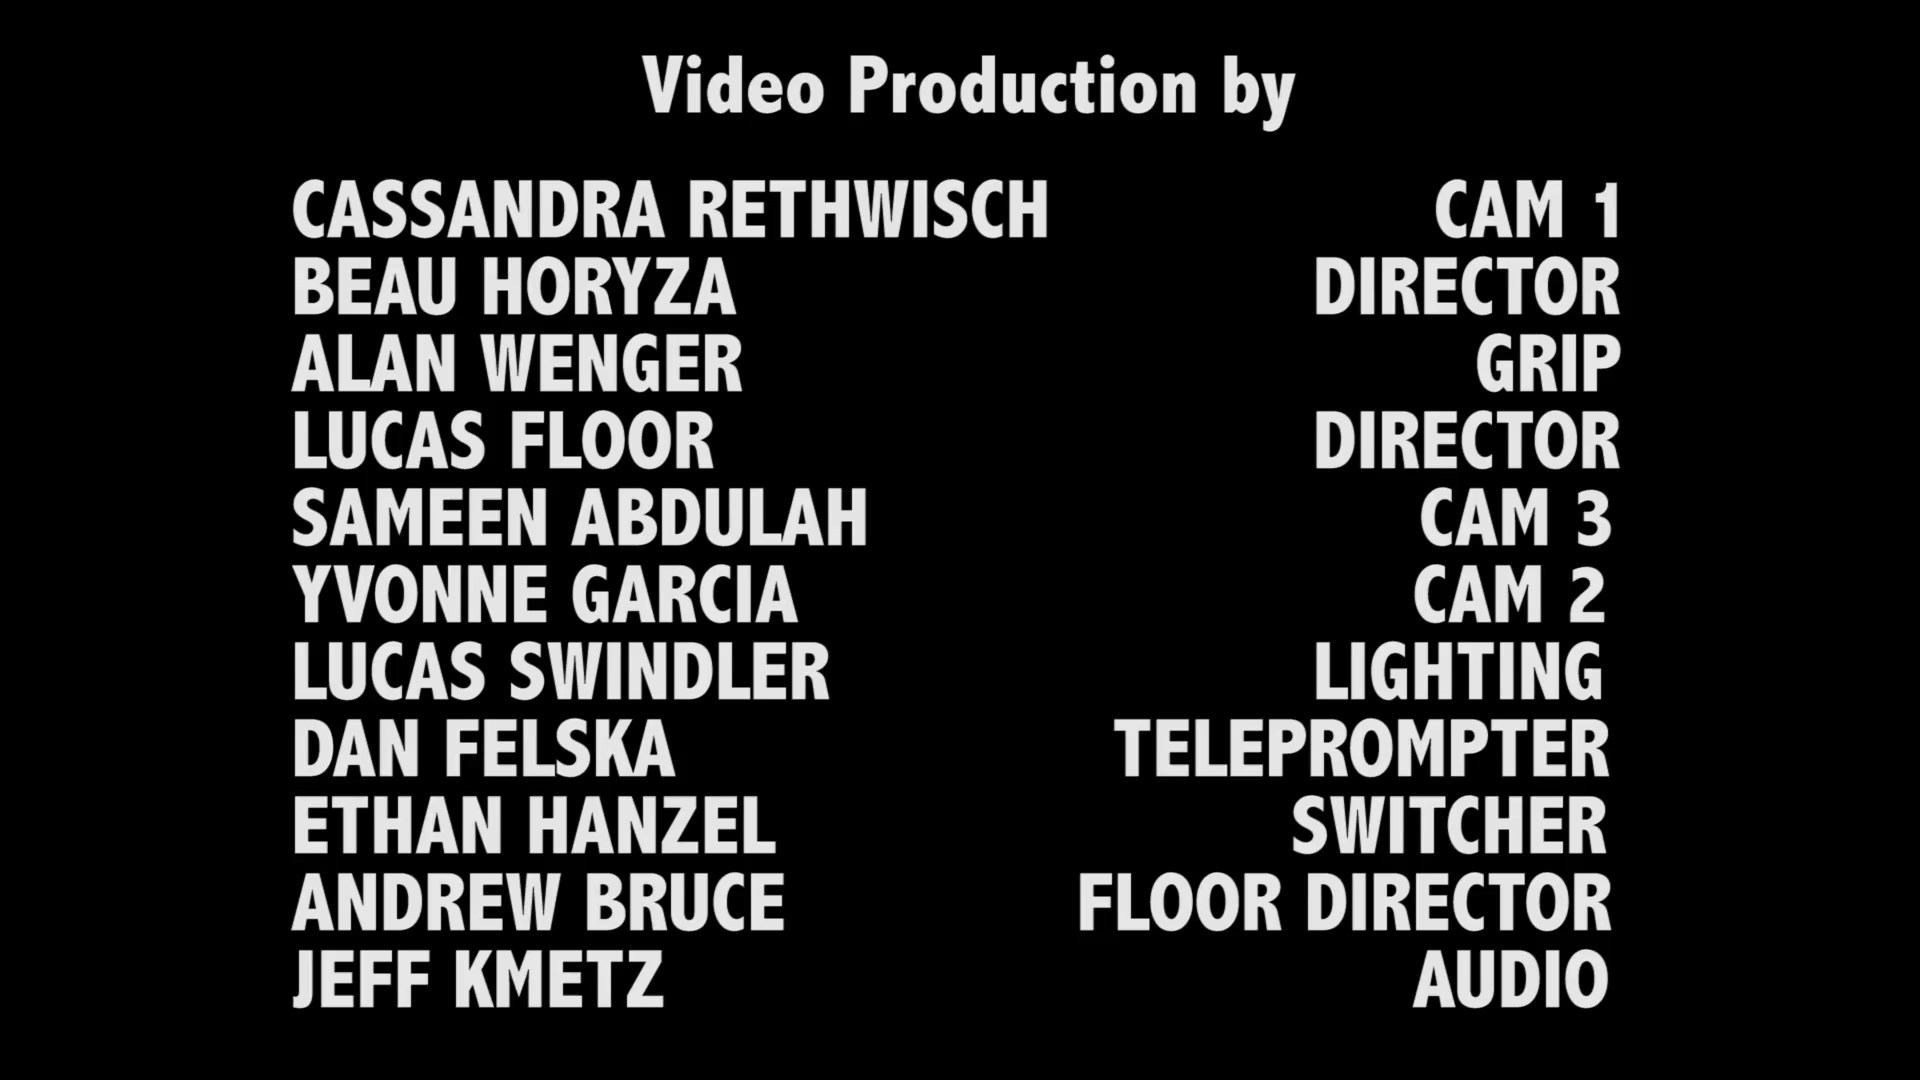 Video Production by
CASSANDRA RETHWISCH CAM 1
BEAU HORYZA DIRECTOR
ALAN WENGER GRIP
LUCAS FLOOR DIRECTOR
SAMEEN ABDULAH CAM 3
YVONNE GARCIA CAM 2
LUCAS SWINDLER LIGHTING
DAN FELSKA TELEPROMPTER
ETHAN HANZEL SWITCHER
ANDREW BRUCE FLOOR DIRECTOR
JEFF KMETZ AUDIO